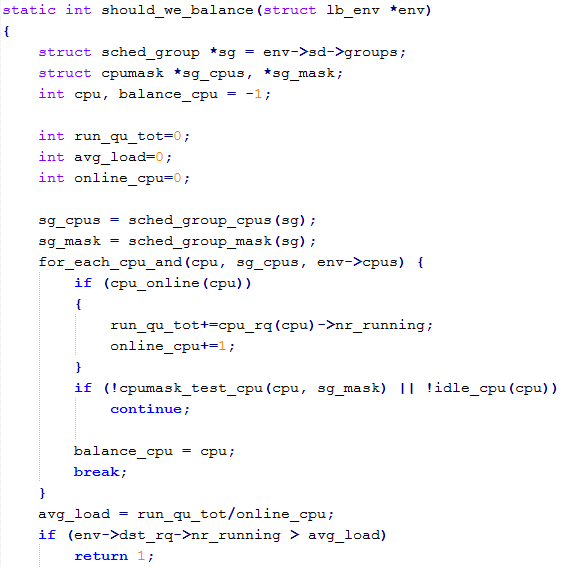 static int should_we_balance(struct lb_env *env)
{
    struct sched_group *sg = env->sd->groups;
    struct cpumask *sg_cpus, *sg_mask;
    int cpu, balance_cpu = -1;

    int run_qu_tot=0;
    int avg_load=0;
    int online_cpu=0;

    sg_cpus = sched_group_cpus(sg);
    sg_mask = sched_group_mask(sg);
    for_each_cpu_and(cpu, sg_cpus, env->cpus) {
        if (cpu_online(cpu))
        {
            run_qu_tot+=cpu_rq(cpu)->nr_running;
            online_cpu+=1;
        }
        if (!cpumask_test_cpu(cpu, sg_mask) || !idle_cpu(cpu))
            continue;

        balance_cpu = cpu;
        break;
    }
    avg_load = run_qu_tot/online_cpu;
    if (env->dst_rq->nr_running > avg_load)
        return 1;